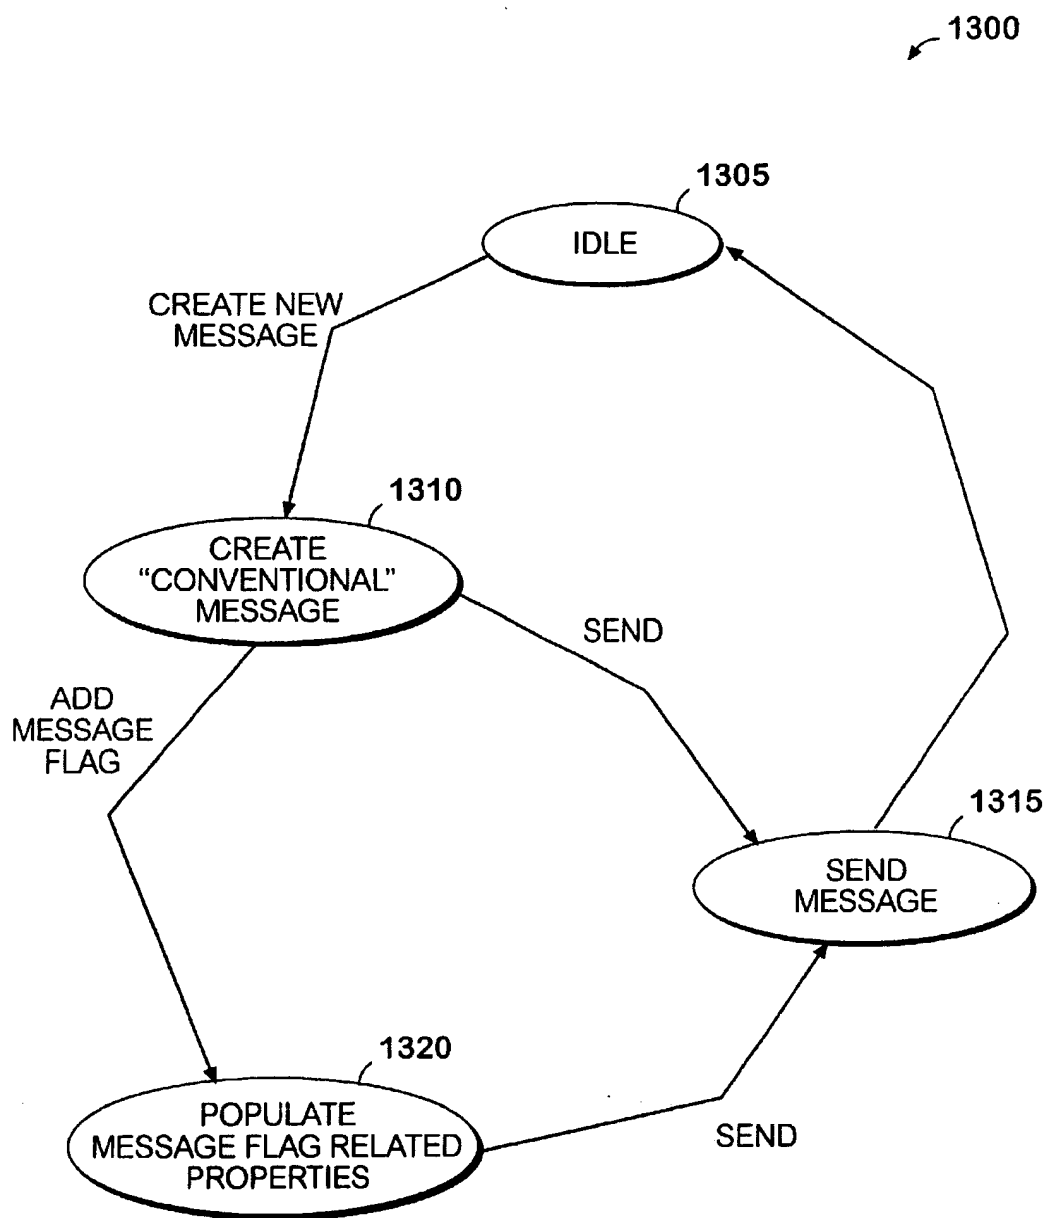 1300
1305
IDLE
CREATE NEW
MESSAGE
1310
CREATE
“CONVENTIONAL”
MESSAGE
SEND
ADD
MESSAGE
FLAG
1315
SEND
MESSAGE
1320
POPULATE
MESSAGE FLAG RELATED
PROPERTIES
SEND